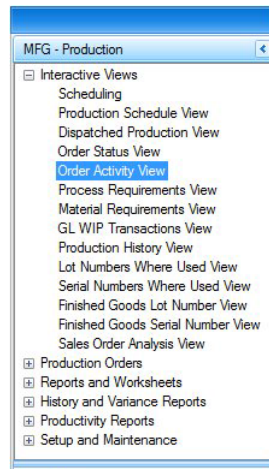 MFG - Production
Interactive Views
Scheduling
Production Schedule View
Dispatched Production View
Order Status View
Order Activity View
Process Requirements View
Material Requirements View
GL WIP Transactions View
Production History View
Lot Numbers Where Used View
Serial Numbers Where Used View
Finished Goods Lot Number View
Finished Goods Serial Number View
Sales Order Analysis View
Production Orders
Reports and Worksheets
History and Variance Reports
Productivity Reports
Setup and Maintenance